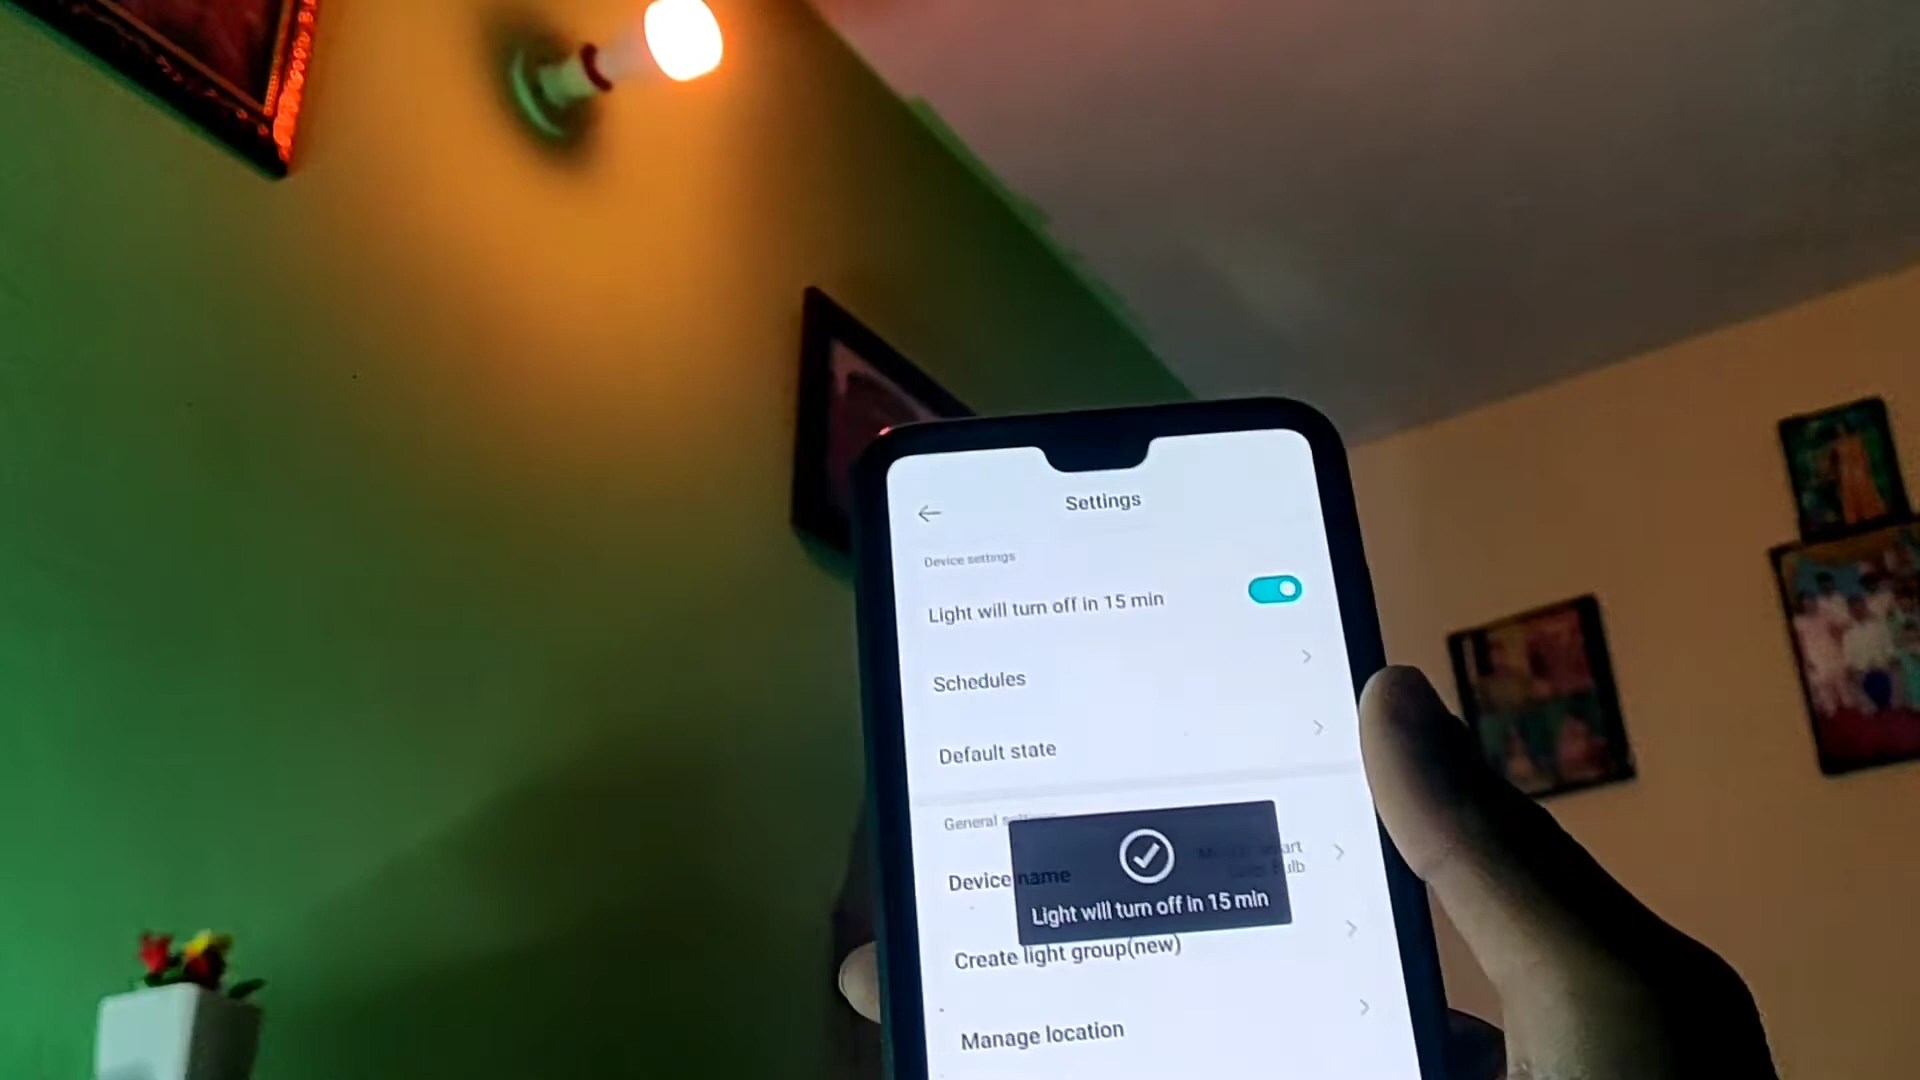 Settings
Device settings
Light will turn off in 15 min
Schedules
Default state
General
Device name
Light will turn off in 15 min
Create light group(new)
Manage location